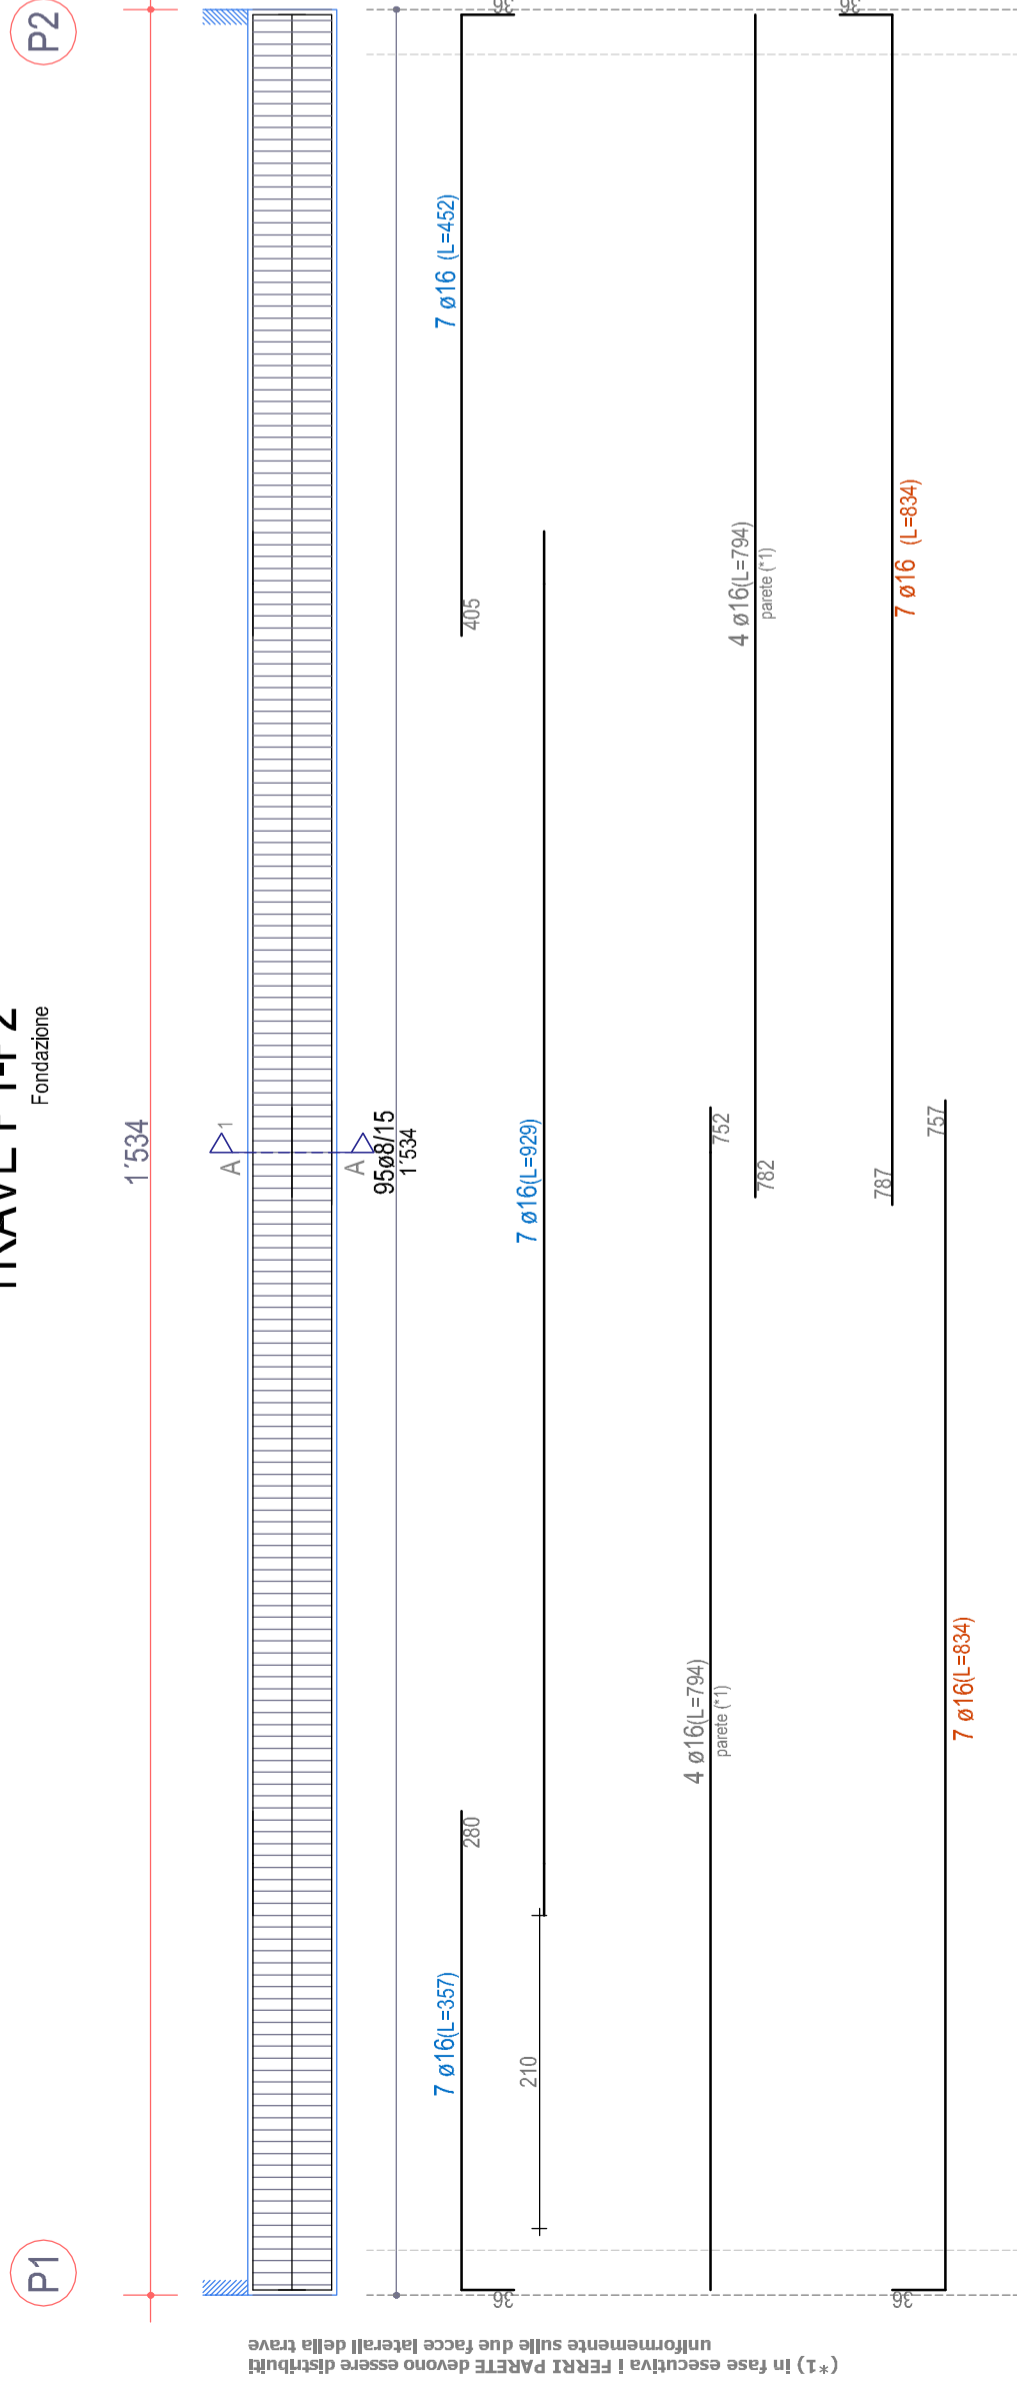 TRAVE P1-P2
Fondazione
P1
P2
1´534
A
1
A
95ø8/15
1´534
7 ø16(L=357)
280
36
7 ø16 (L=452)
405
36
7 ø16(L=929)
210
4 ø16(L=794)
parete (*1)
752
4 ø16(L=794)
parete (*1)
782
7 ø16 (L=834)
787
36
7 ø16(L=834)
757
36
(*1) in fase esecutiva i FERRI PARETE devono essere distribuiti
uniformemente sulle due facce laterali della trave